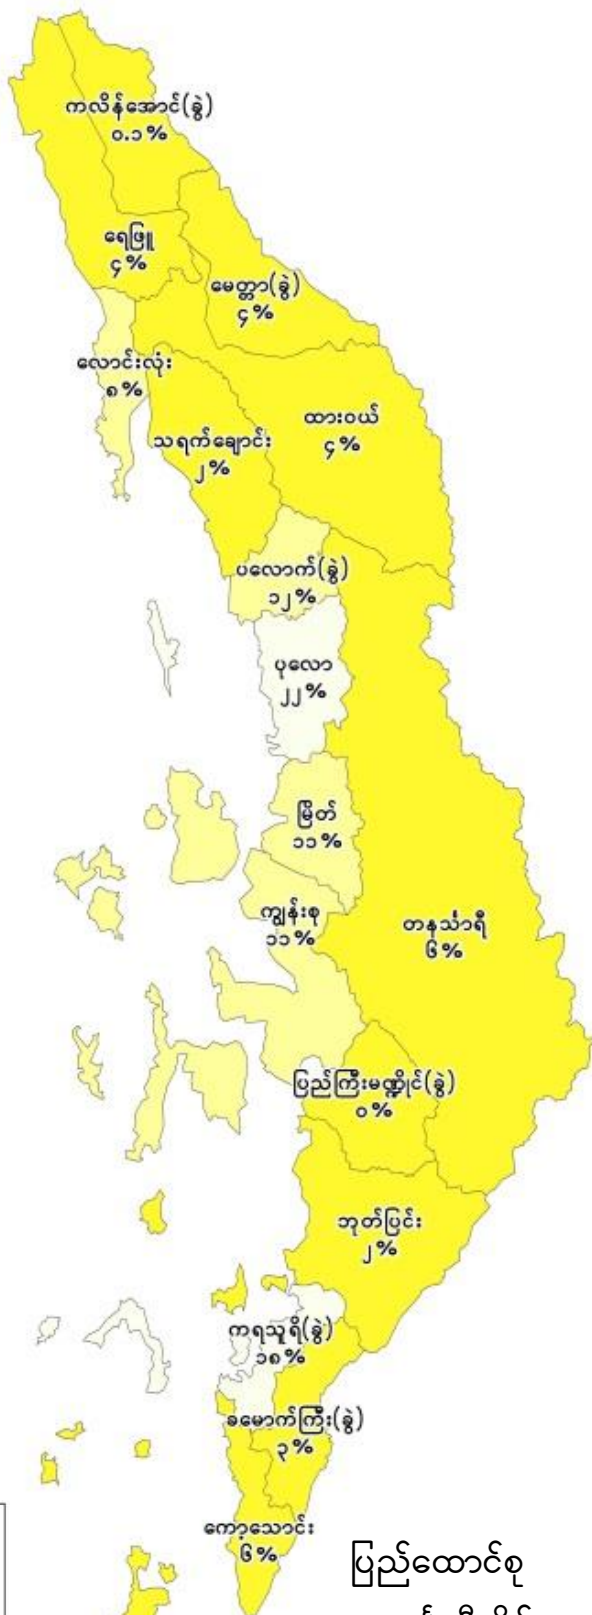 ကလိန်အောင်(ခွဲ)
၀.၁%
ရေဖြူ
၄%
မေတ္တာ(ခွဲ)
၄%
လောင်းလုံး
၈%
ထားဝယ်
၄%
သရက်ချောင်း
၂%
ပလောက်(ခွဲ)
၁၂%
ပုလော
၂၂%
မြိတ်
၁၁%
ကျွန်းစု
၁၁%
တနင်္သာရီ
၆%
ပြည်ကြီးမဏ္ဍိုင်(ခွဲ)
၀%
ဘုတ်ပြင်း
၂%
ကရသူရိ(ခွဲ)
၁၈%
ခမောက်ကြီး(ခွဲ)
၃%
ကော့သောင်း
၆%
ပြည်ထောင်စု